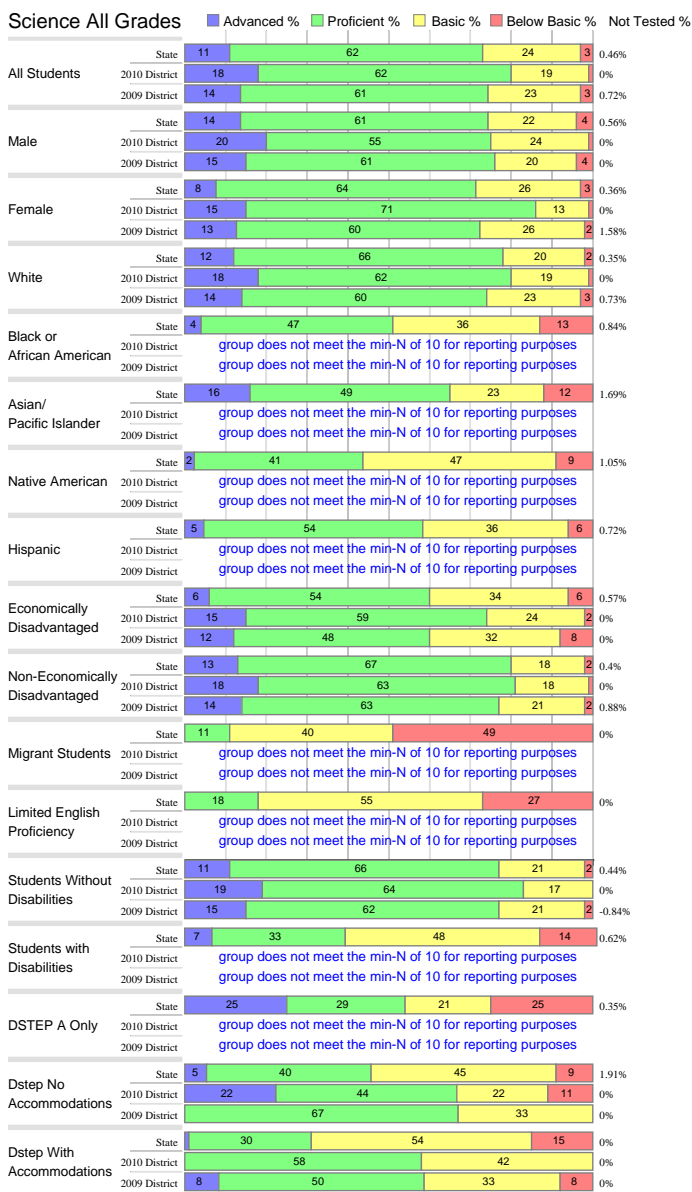 Science All Grades Advanced % Proficient % Basic % Below Basic % Not Tested %
All Students
State 11 62 24 3 0.46%
2010 District 18 62 19 0%
2009 District 14 61 23 3 0.72%
Male
State 14 61 22 4 0.56%
2010 District 20 55 24 0%
2009 District 15 61 20 4 0%
Female
State 8 64 26 3 0.36%
2010 District 15 71 13 0%
2009 District 13 60 26 2 1.58%
White
State 12 66 20 2 0.35%
2010 District 18 62 19 0%
2009 District 14 60 23 3 0.73%
Black or
African American
State 4 47 36 13 0.84%
2010 District group does not meet the min-N of 10 for reporting purposes
2009 District group does not meet the min-N of 10 for reporting purposes
Asian/
Pacific Islander
State 16 49 23 12 1.69%
2010 District group does not meet the min-N of 10 for reporting purposes
2009 District group does not meet the min-N of 10 for reporting purposes
Native American
State 2 41 47 9 1.05%
2010 District group does not meet the min-N of 10 for reporting purposes
2009 District group does not meet the min-N of 10 for reporting purposes
Hispanic
State 5 54 36 6 0.72%
2010 District group does not meet the min-N of 10 for reporting purposes
2009 District group does not meet the min-N of 10 for reporting purposes
Economically
Disadvantaged
State 6 54 34 6 0.57%
2010 District 15 59 24 2 0%
2009 District 12 48 32 8 0%
Non-Economically
Disadvantaged
State 13 67 18 2 0.4%
2010 District 18 63 18 0%
2009 District 14 63 21 2 0.88%
Migrant Students
State 11 40 49 0%
2010 District group does not meet the min-N of 10 for reporting purposes
2009 District group does not meet the min-N of 10 for reporting purposes
Limited English
Proficiency
State 18 55 27 0%
2010 District group does not meet the min-N of 10 for reporting purposes
2009 District group does not meet the min-N of 10 for reporting purposes
Students Without
Disabilities
State 11 66 21 2 0.44%
2010 District 19 64 17 0%
2009 District 15 62 21 2 -0.84%
Students with
Disabilities
State 7 33 48 14 0.62%
2010 District group does not meet the min-N of 10 for reporting purposes
2009 District group does not meet the min-N of 10 for reporting purposes
DSTEP A Only
State 25 29 21 25 0.35%
2010 District group does not meet the min-N of 10 for reporting purposes
2009 District group does not meet the min-N of 10 for reporting purposes
Dstep No
Accommodations
State 5 40 45 9 1.91%
2010 District 22 44 22 11 0%
2009 District 67 33 0%
Dstep With
Accommodations
State 30 54 15 0%
2010 District 58 42 0%
2009 District 8 50 33 8 0%